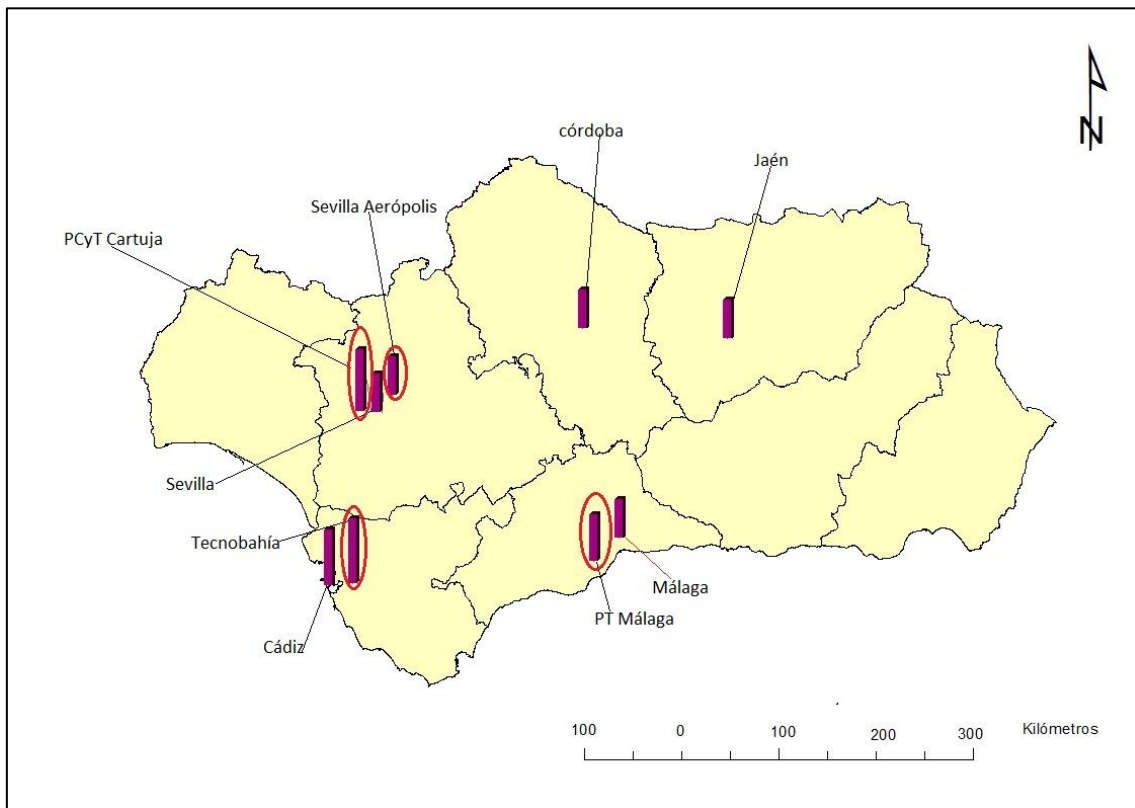 N
córdoba
Jaén
Sevilla Aerópolis
PCyT Cartuja
Sevilla
Tecnobahía
Málaga
PT Málaga
Cádiz
100 0 100 200 300 Kilómetros